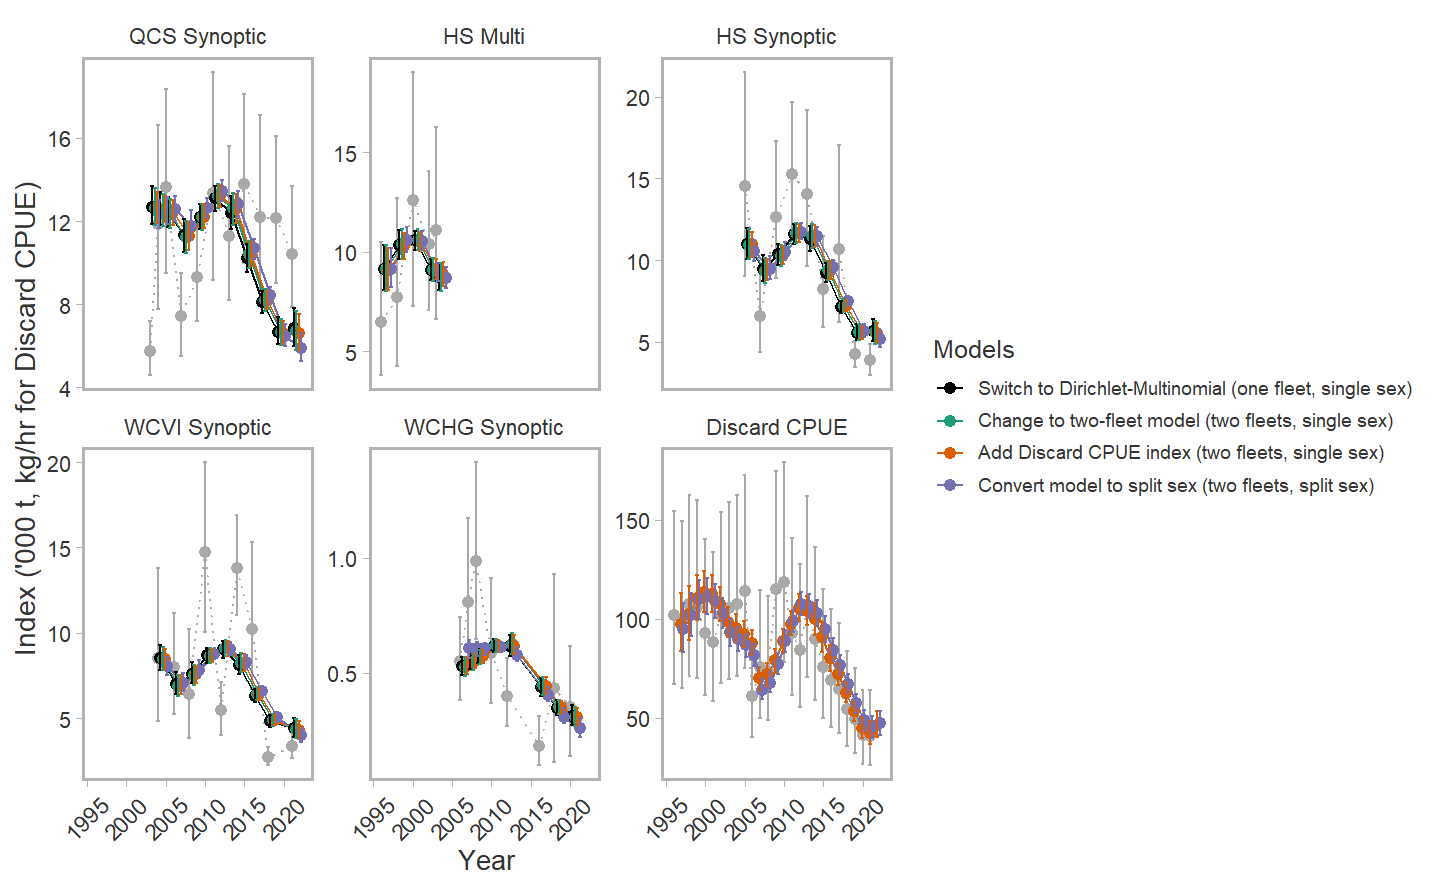 QCS Synoptic
HS Multi
HS Synoptic
16
12
8
4
15
10
5
20
15
10
5
WCVI Synoptic
WCHG Synoptic
Discard CPUE
20
15
10
5
1.0
0.5
150
100
50
1995
2000
2005
2010
2015
2020
1995
2000
2005
2010
2015
2020
1995
2000
2005
2010
2015
2020
Year
Index ('000 t, kg/hr for Discard CPUE)
Models
Switch to Dirichlet-Multinomial (one fleet, single sex)
Change to two-fleet model (two fleets, single sex)
Add Discard CPUE index (two fleets, single sex)
Convert model to split sex (two fleets, split sex)